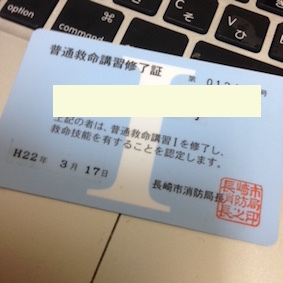 普通救命講習修了証
第 012 号
上記の者は、普通救命講習Ⅰを修了し、
救命技能を有することを認定します。
H22年 3月17日
長崎市消防局長
長崎市
消防局
長之印
Ⅰ